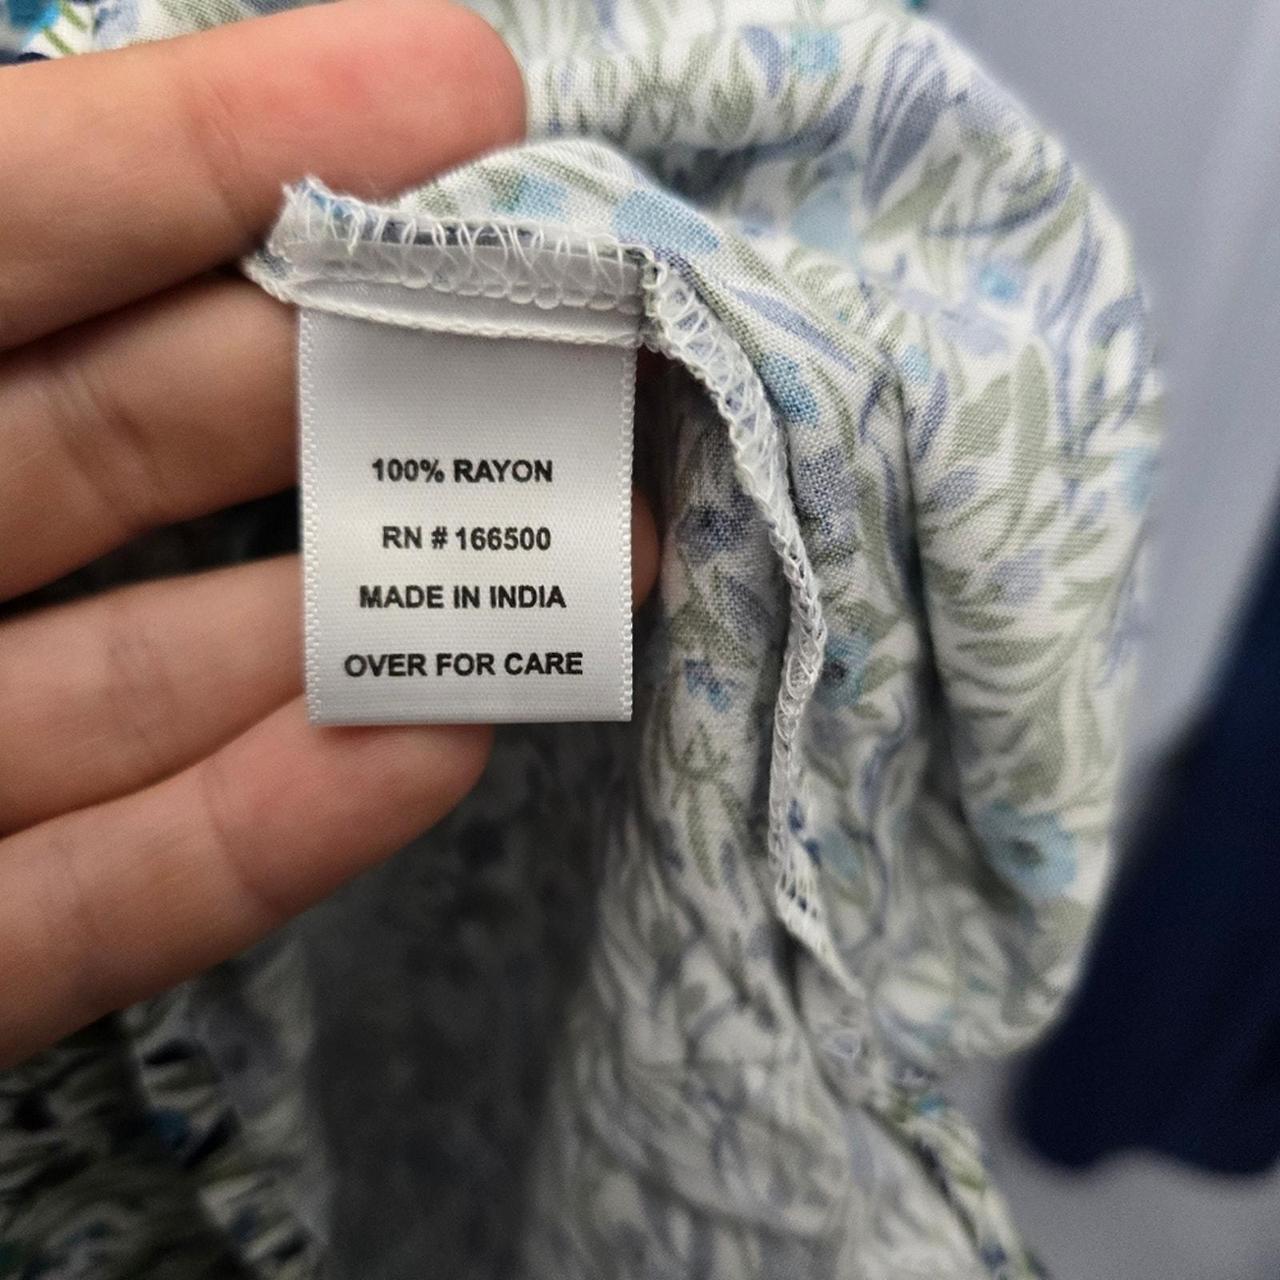 100% RAYON
RN # 166500
MADE IN INDIA
OVER FOR CARE